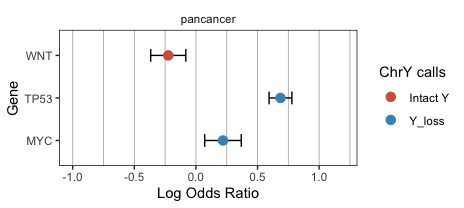 pancancer
Gene
WNT
TP53
MYC
-1.0 -0.5 0.0 0.5 1.0
Log Odds Ratio
ChrY calls
Intact Y
Y_loss